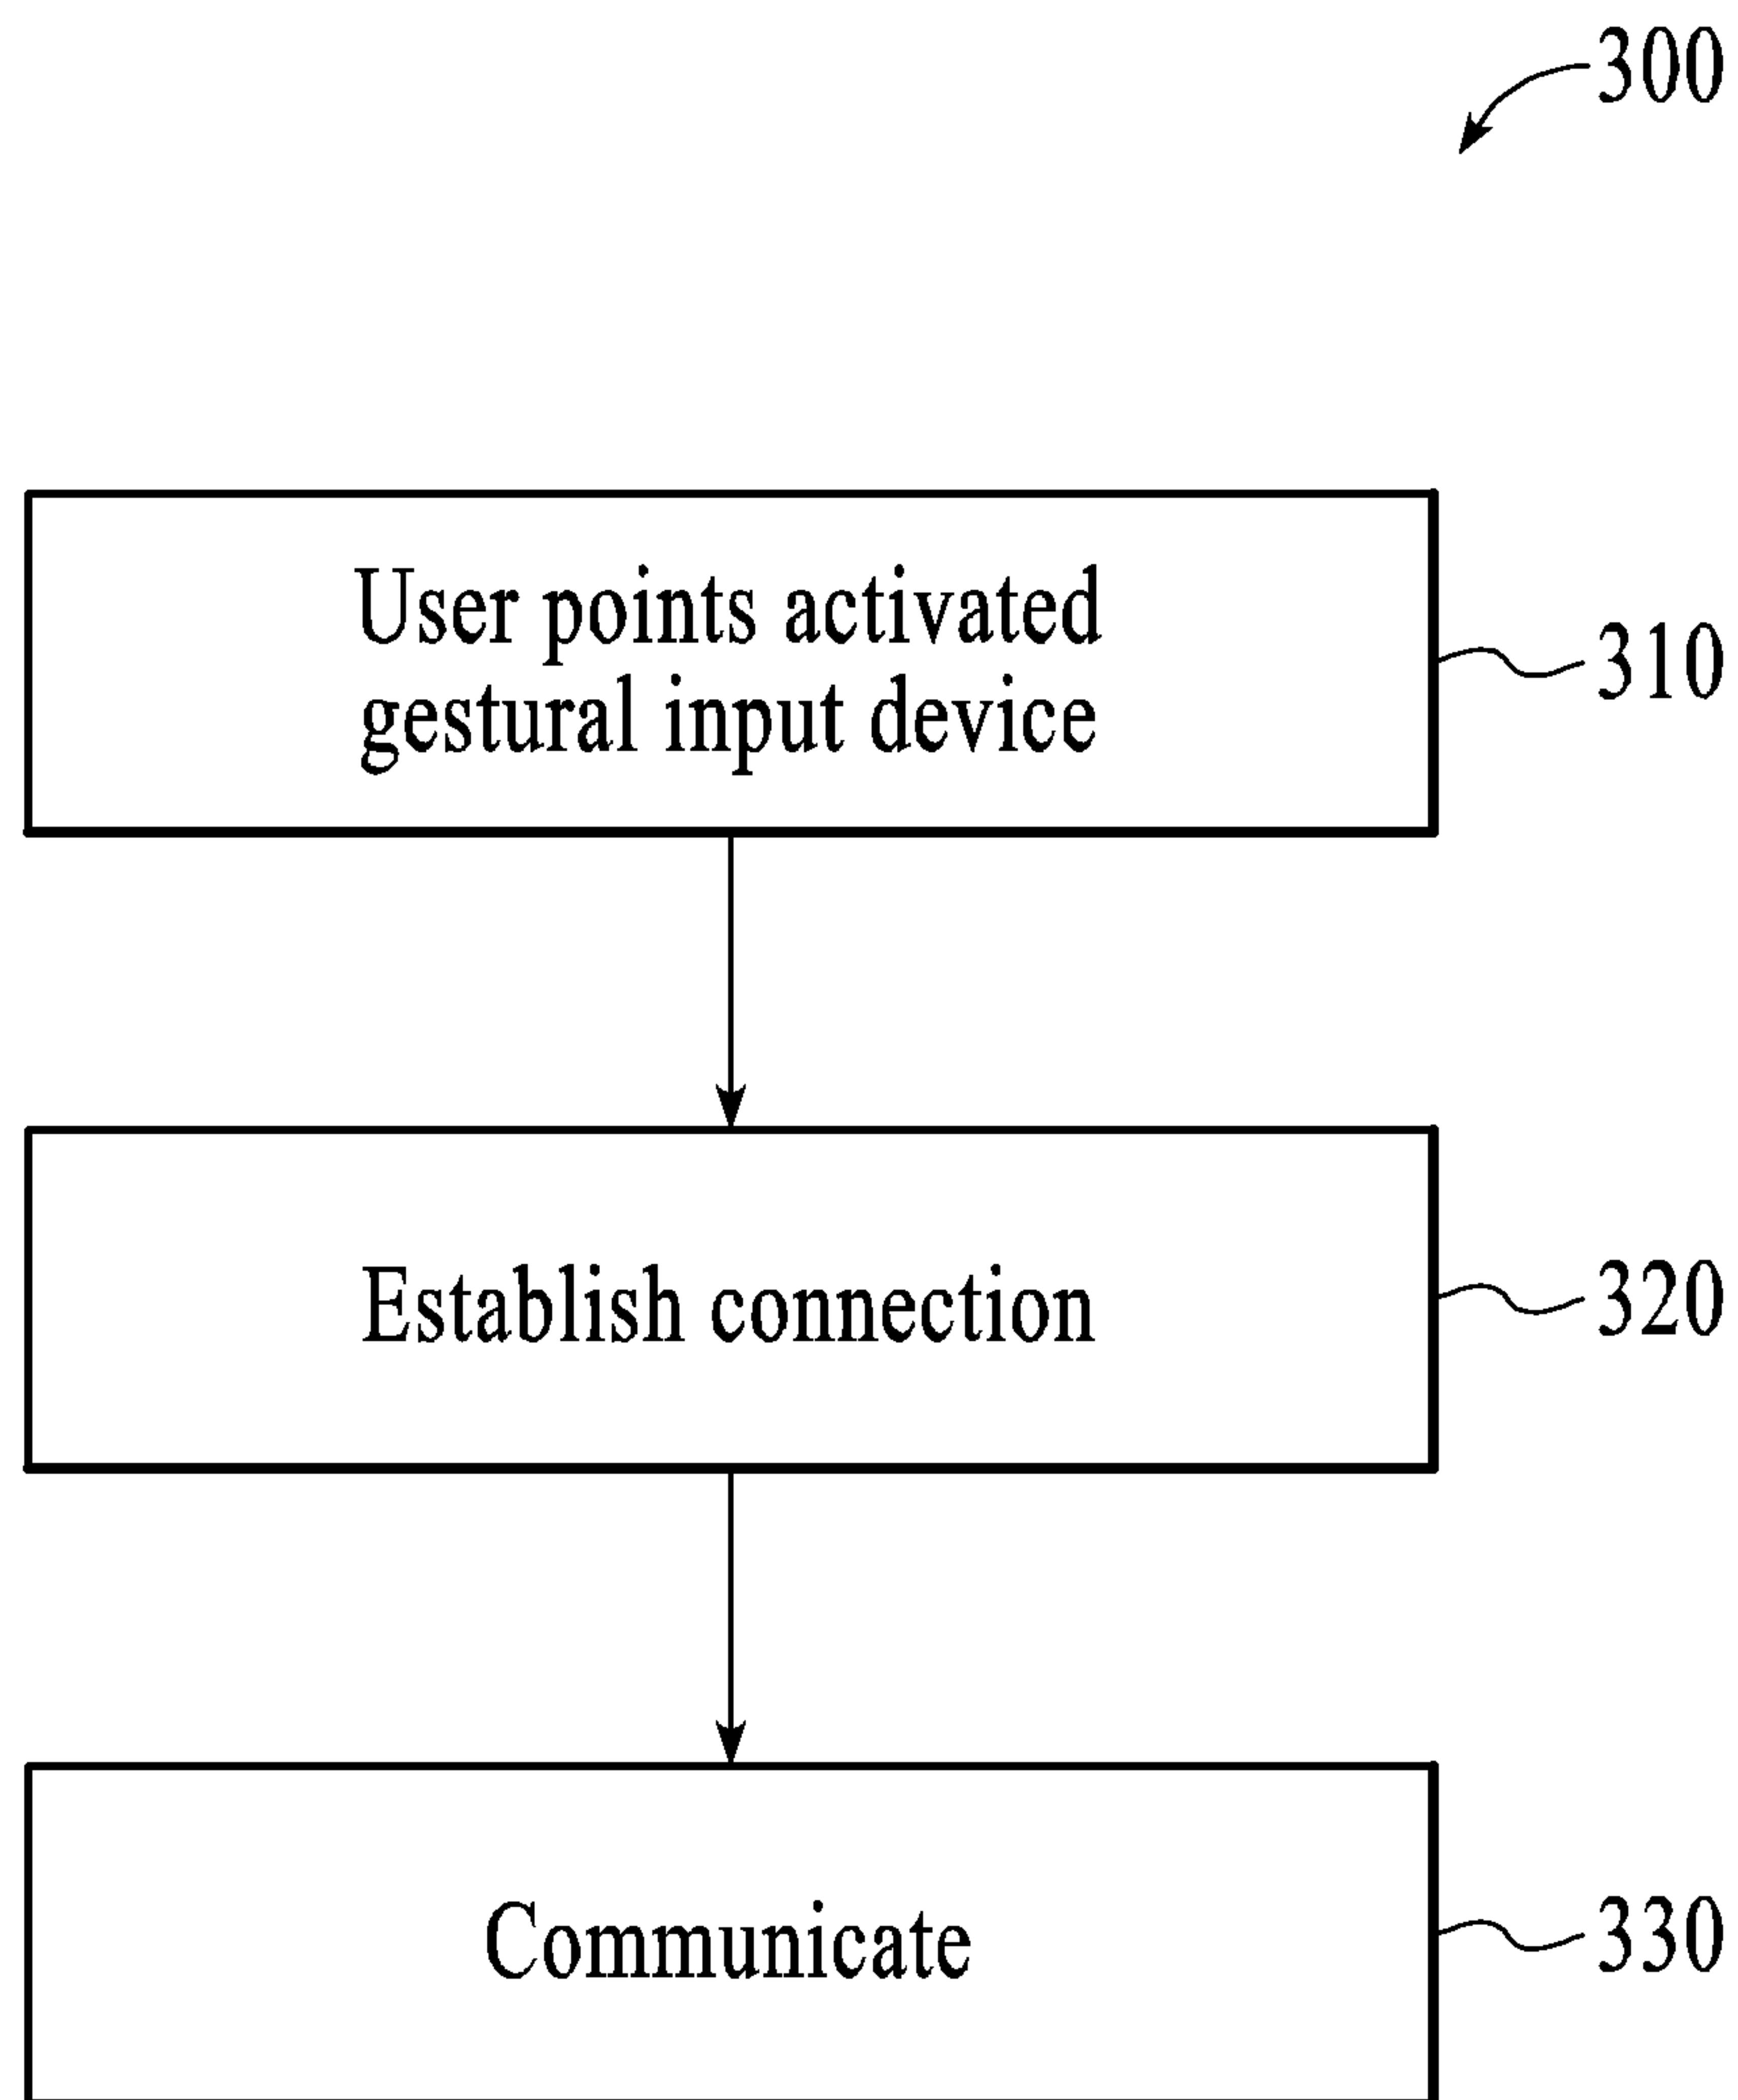 300
User points activated
gestural input device
310
Establish connection
320
Communicate
330